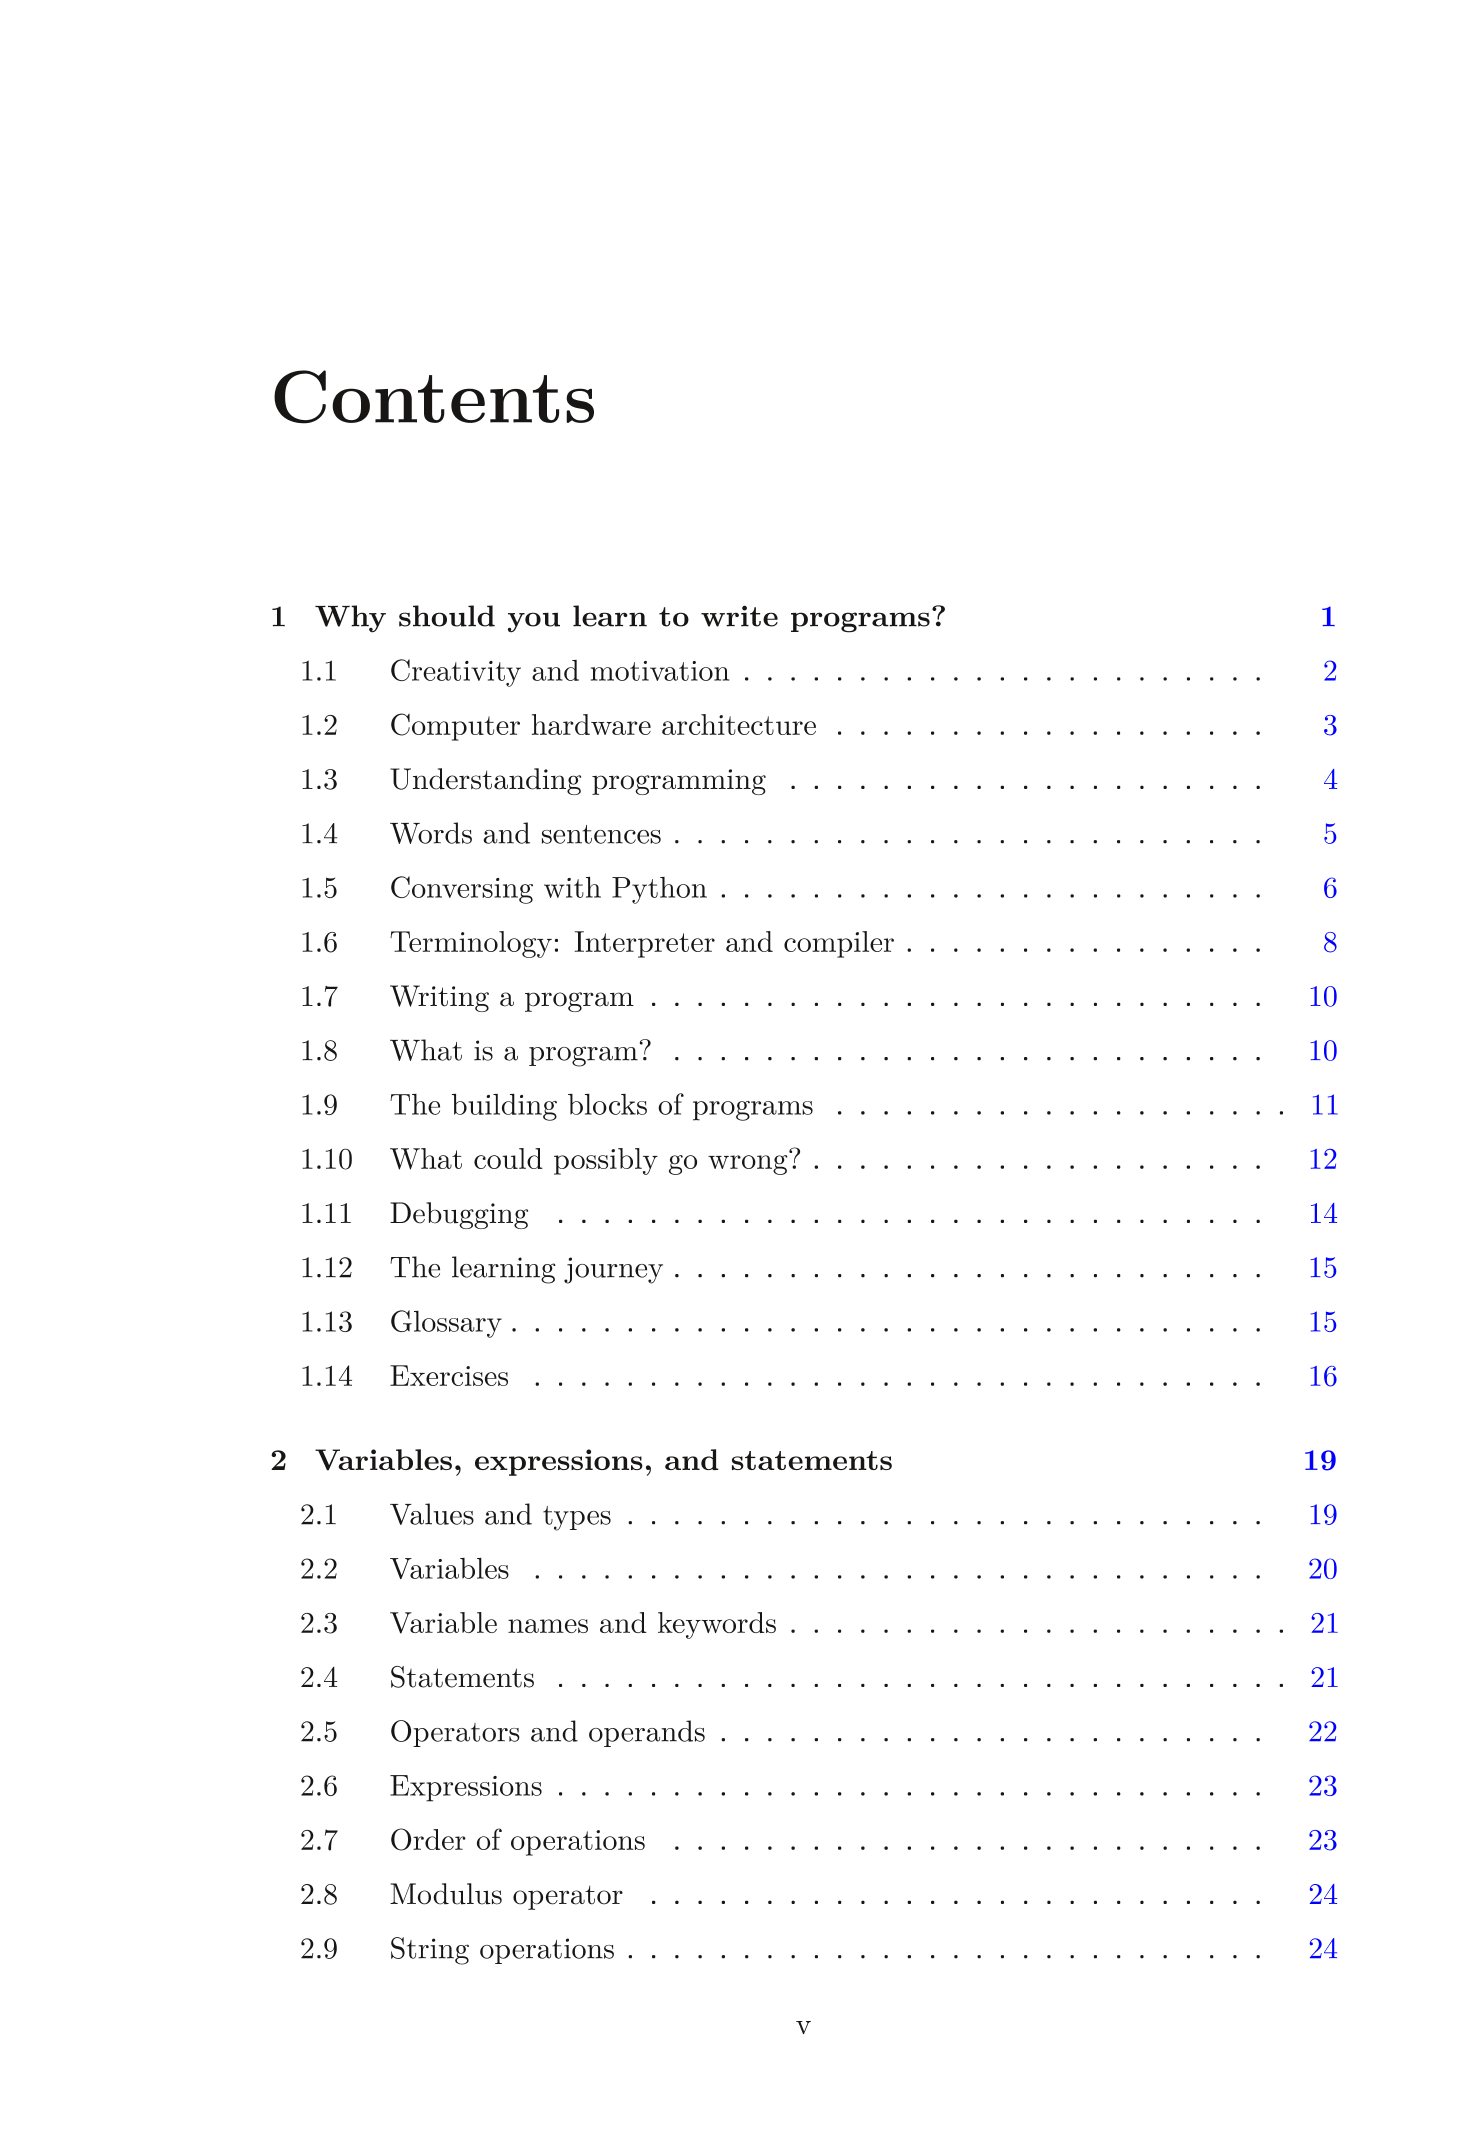 Contents
1 Why should you learn to write programs? 1
1.1 Creativity and motivation . . . . . . . . . . . . . . . . . . . . . . . 2
1.2 Computer hardware architecture . . . . . . . . . . . . . . . . . . . 3
1.3 Understanding programming . . . . . . . . . . . . . . . . . . . . . 4
1.4 Words and sentences . . . . . . . . . . . . . . . . . . . . . . . . . . 5
1.5 Conversing with Python . . . . . . . . . . . . . . . . . . . . . . . . 6
1.6 Terminology: Interpreter and compiler . . . . . . . . . . . . . . . . 8
1.7 Writing a program . . . . . . . . . . . . . . . . . . . . . . . . . . . 10
1.8 What is a program? . . . . . . . . . . . . . . . . . . . . . . . . . . 10
1.9 The building blocks of programs . . . . . . . . . . . . . . . . . . . . 11
1.10 What could possibly go wrong? . . . . . . . . . . . . . . . . . . . . 12
1.11 Debugging . . . . . . . . . . . . . . . . . . . . . . . . . . . . . . . 14
1.12 The learning journey . . . . . . . . . . . . . . . . . . . . . . . . . . 15
1.13 Glossary . . . . . . . . . . . . . . . . . . . . . . . . . . . . . . . . . 15
1.14 Exercises . . . . . . . . . . . . . . . . . . . . . . . . . . . . . . . . 16
2 Variables, expressions, and statements 19
2.1 Values and types . . . . . . . . . . . . . . . . . . . . . . . . . . . . 19
2.2 Variables . . . . . . . . . . . . . . . . . . . . . . . . . . . . . . . . 20
2.3 Variable names and keywords . . . . . . . . . . . . . . . . . . . . . . 21
2.4 Statements . . . . . . . . . . . . . . . . . . . . . . . . . . . . . . . . 21
2.5 Operators and operands . . . . . . . . . . . . . . . . . . . . . . . . 22
2.6 Expressions . . . . . . . . . . . . . . . . . . . . . . . . . . . . . . . 23
2.7 Order of operations . . . . . . . . . . . . . . . . . . . . . . . . . . 23
2.8 Modulus operator . . . . . . . . . . . . . . . . . . . . . . . . . . . 24
2.9 String operations . . . . . . . . . . . . . . . . . . . . . . . . . . . . 24
v